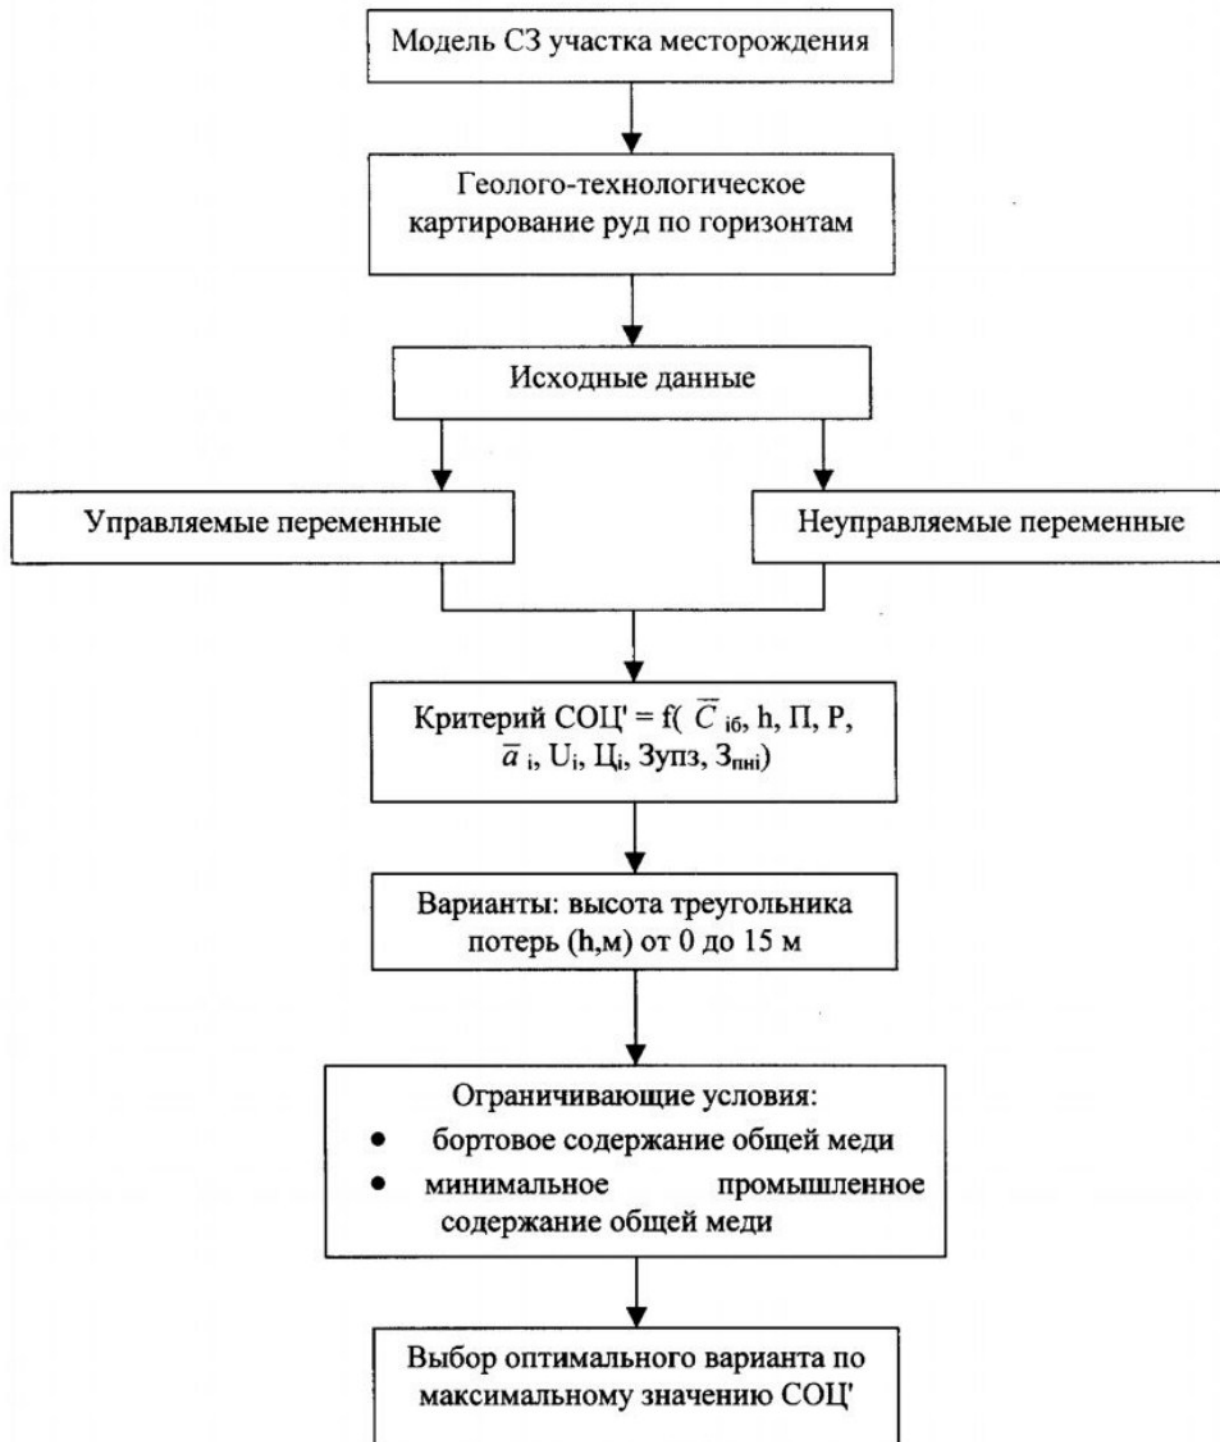 Модель СЗ участка месторождения
Геолого-технологическое
картирование руд по горизонтам
Исходные данные
Управляемые переменные
Неуправляемые переменные
Критерий СОЦ' = f( C̅ iб, h, П, Р,
a̅ i, Ui, Цi, Зупз, Зпнi)
Варианты: высота треугольника
потерь (h,м) от 0 до 15 м
Ограничивающие условия:
● бортовое содержание общей меди
● минимальное промышленное
содержание общей меди
Выбор оптимального варианта по
максимальному значению СОЦ'